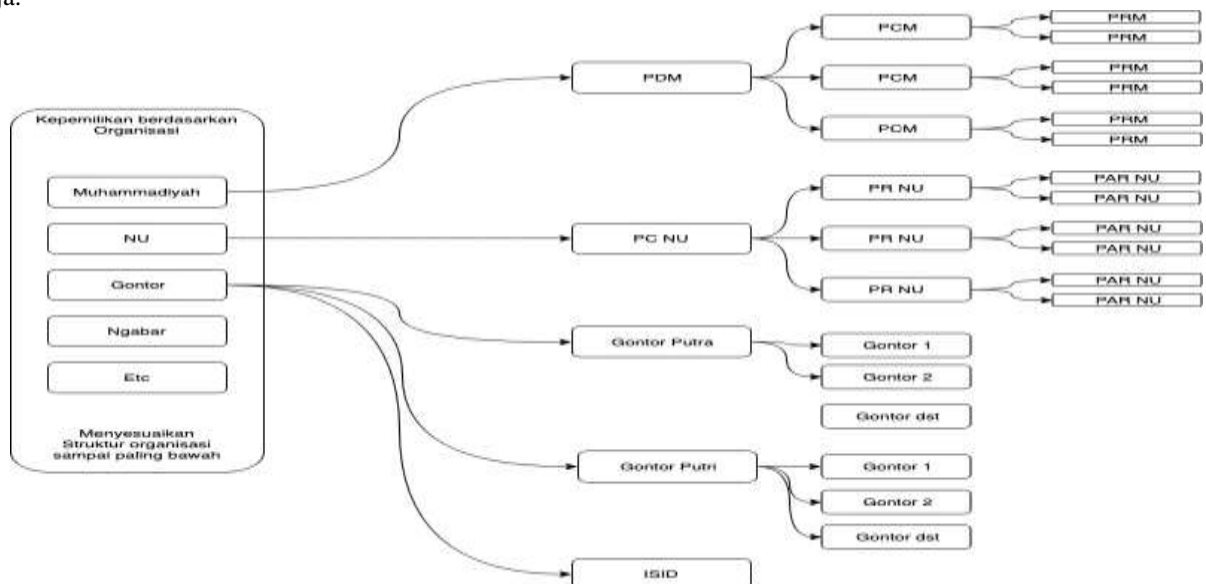 ja.
Kepemilikan berdasarkan
Organisasi
Muhammadiyah
NU
Gontor
Ngabar
Etc
Menyesuaikan
Struktur organisasi
sampai paling bawah
PDM
PCM
PRM
PRM
PCM
PRM
PRM
PCM
PRM
PRM
PC NU
PR NU
PAR NU
PAR NU
PR NU
PAR NU
PAR NU
PR NU
PAR NU
PAR NU
Gontor Putra
Gontor 1
Gontor 2
Gontor dst
Gontor Putri
Gontor 1
Gontor 2
Gontor dst
ISID